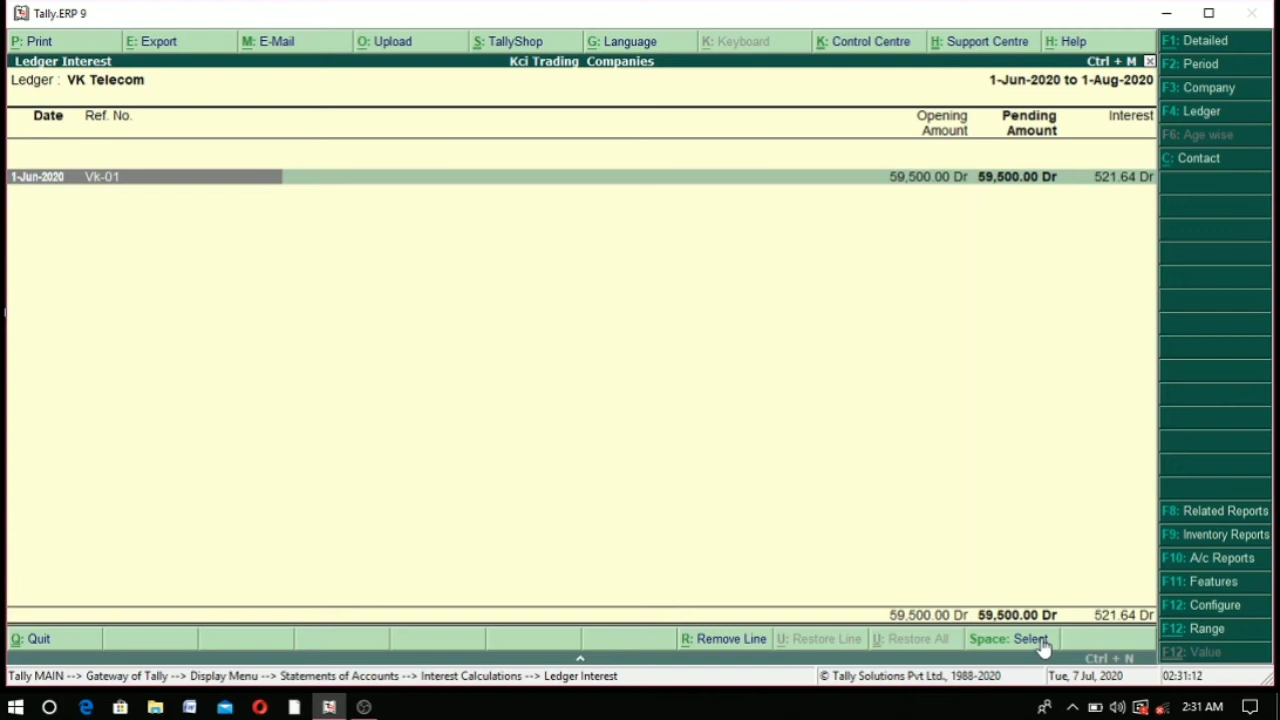 Tally.ERP 9
P: Print E: Export M: E-Mail O: Upload S: TallyShop G: Language K: Keyboard K: Control Centre H: Support Centre H: Help
Ledger Interest Kci Trading Companies Ctrl + M
Ledger : VK Telecom 1-Jun-2020 to 1-Aug-2020
Date Ref. No. Opening Pending Interest
Amount Amount
1-Jun-2020 Vk-01 59,500.00 Dr 59,500.00 Dr 521.64 Dr
59,500.00 Dr 59,500.00 Dr 521.64 Dr
F1: Detailed
F2: Period
F3: Company
F4: Ledger
F6: Age wise
C: Contact
F8: Related Reports
F9: Inventory Reports
F10: A/c Reports
F11: Features
F12: Configure
F12: Range
F12: Value
Q: Quit R: Remove Line U: Restore Line U: Restore All Space: Select
Ctrl + N
Tally MAIN --> Gateway of Tally --> Display Menu --> Statements of Accounts --> Interest Calculations --> Ledger Interest © Tally Solutions Pvt Ltd., 1988-2020 Tue, 7 Jul, 2020 02:31:12
2:31 AM